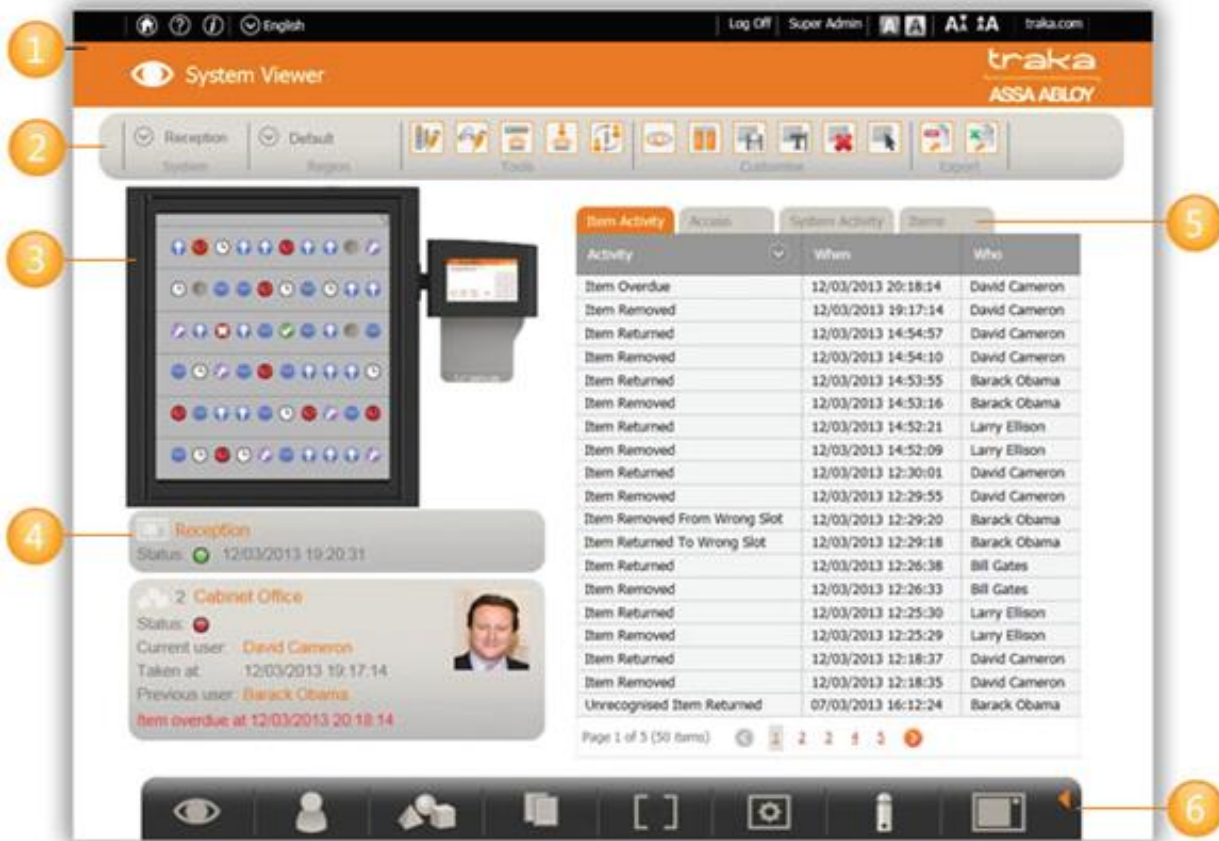 English
Log Off
Super Admin
A
A
A
A
traka.com
1
System Viewer
traka
ASSA ABLOY
2
Reception
System
Default
Region
Tools
Customise
Export
3
Item Activity
Access
System Activity
Items
5
Activity When Who
Item Overdue 12/03/2013 20:18:14 David Cameron
Item Removed 12/03/2013 19:17:14 David Cameron
Item Returned 12/03/2013 14:54:57 David Cameron
Item Removed 12/03/2013 14:54:10 David Cameron
Item Returned 12/03/2013 14:53:55 Barack Obama
Item Removed 12/03/2013 14:53:16 Barack Obama
Item Returned 12/03/2013 14:52:21 Larry Ellison
Item Removed 12/03/2013 14:52:09 Larry Ellison
Item Returned 12/03/2013 12:30:01 David Cameron
Item Removed 12/03/2013 12:29:55 David Cameron
Item Removed From Wrong Slot 12/03/2013 12:29:20 Barack Obama
Item Returned To Wrong Slot 12/03/2013 12:29:18 Barack Obama
Item Returned 12/03/2013 12:26:38 Bill Gates
Item Removed 12/03/2013 12:26:33 Bill Gates
Item Returned 12/03/2013 12:25:30 Larry Ellison
Item Removed 12/03/2013 12:25:29 Larry Ellison
Item Returned 12/03/2013 12:18:37 David Cameron
Item Removed 12/03/2013 12:18:35 David Cameron
Unrecognised Item Returned 07/03/2013 16:12:24 Barack Obama
Page 1 of 5 (50 items) 1 2 3 4 5
4
Reception
Status: 12/03/2013 19:20:31
2 Cabinet Office
Status:
Current user: David Cameron
Taken at: 12/03/2013 19:17:14
Previous user: Barack Obama
Item overdue at 12/03/2013 20:18:14
6